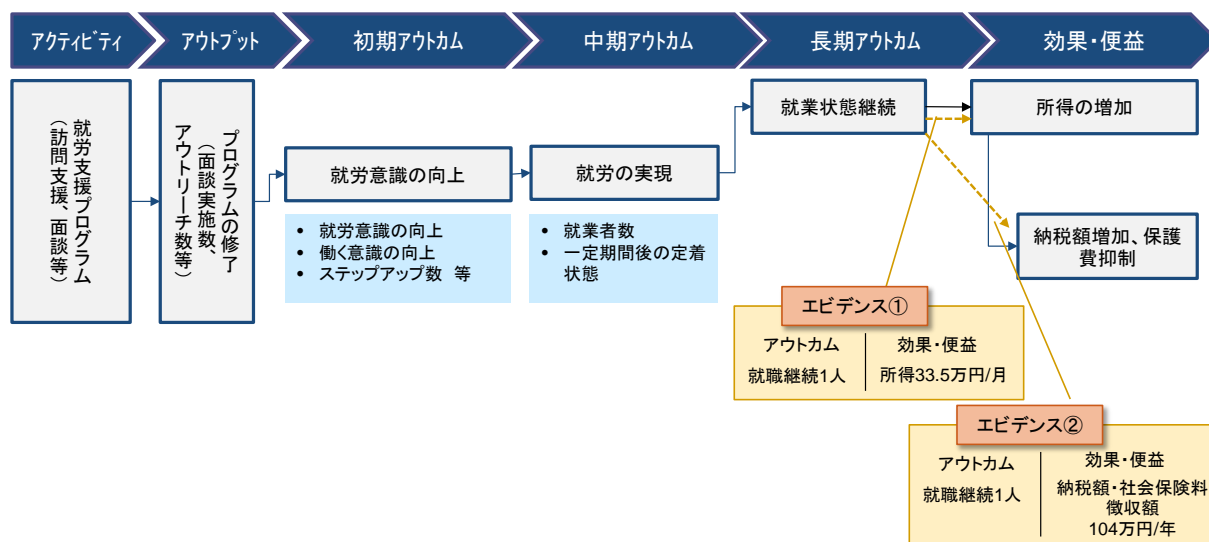 アクティビティ
アウトプット
初期アウトカム
中期アウトカム
長期アウトカム
効果・便益
就労支援プログラム
（訪問支援、面談等）
プログラムの修了
（面談実施数、
アウトリーチ数等）
就労意識の向上
• 就労意識の向上
• 働く意識の向上
• ステップアップ数 等
就労の実現
• 就業者数
• 一定期間後の定着
状態
就業状態継続
所得の増加
納税額増加、保護
費抑制
エビデンス①
アウトカム
効果・便益
就職継続1人
所得33.5万円/月
エビデンス②
アウトカム
効果・便益
就職継続1人
納税額・社会保険料
徴収額
104万円/年